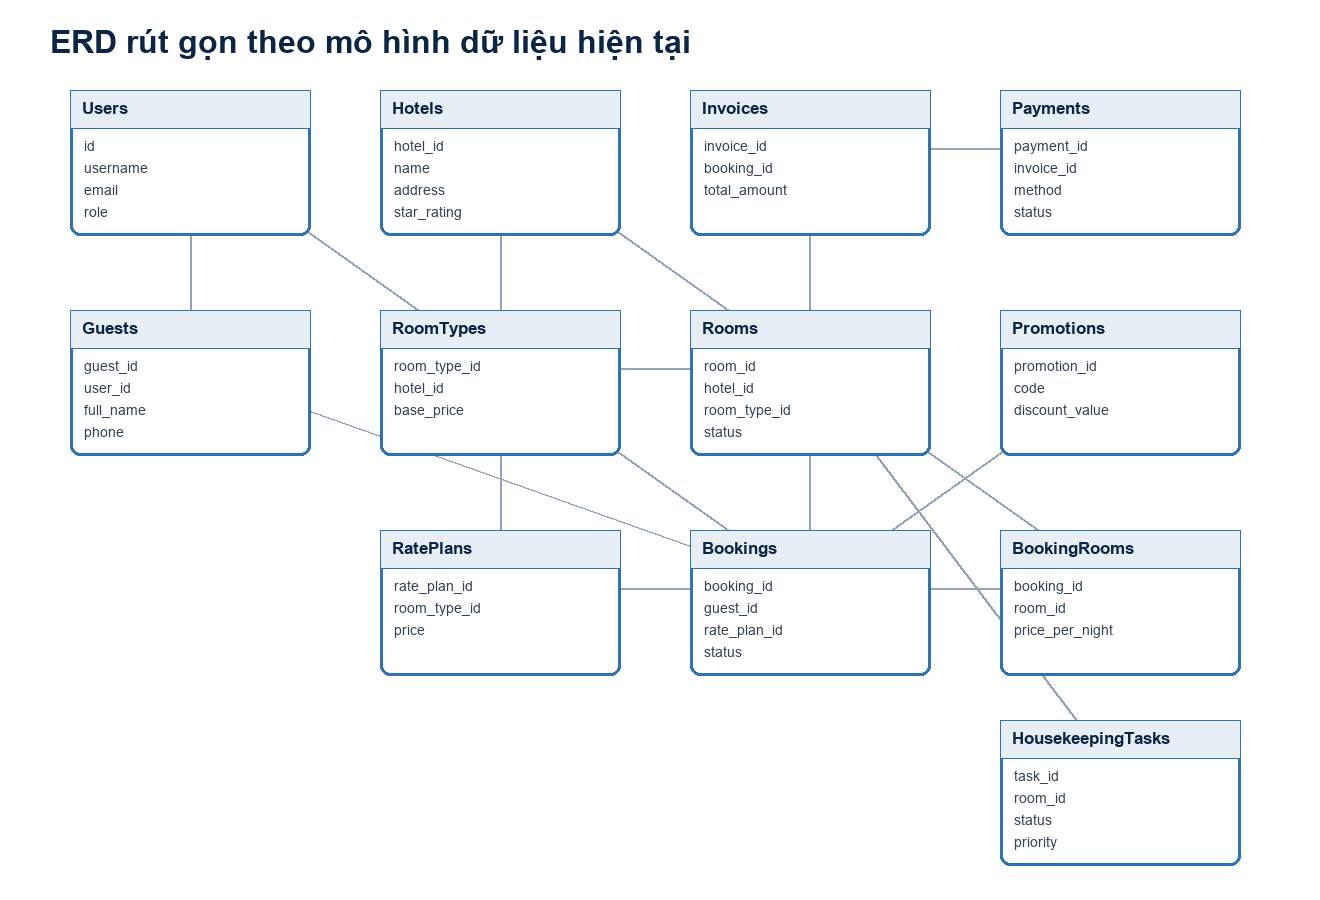 ERD rút gọn theo mô hình dữ liệu hiện tại
Users
id
username
email
role
Hotels
hotel_id
name
address
star_rating
Invoices
invoice_id
booking_id
total_amount
Payments
payment_id
invoice_id
method
status
Guests
guest_id
user_id
full_name
phone
RoomTypes
room_type_id
hotel_id
base_price
Rooms
room_id
hotel_id
room_type_id
status
Promotions
promotion_id
code
discount_value
RatePlans
rate_plan_id
room_type_id
price
Bookings
booking_id
guest_id
rate_plan_id
status
BookingRooms
booking_id
room_id
price_per_night
HousekeepingTasks
task_id
room_id
status
priority